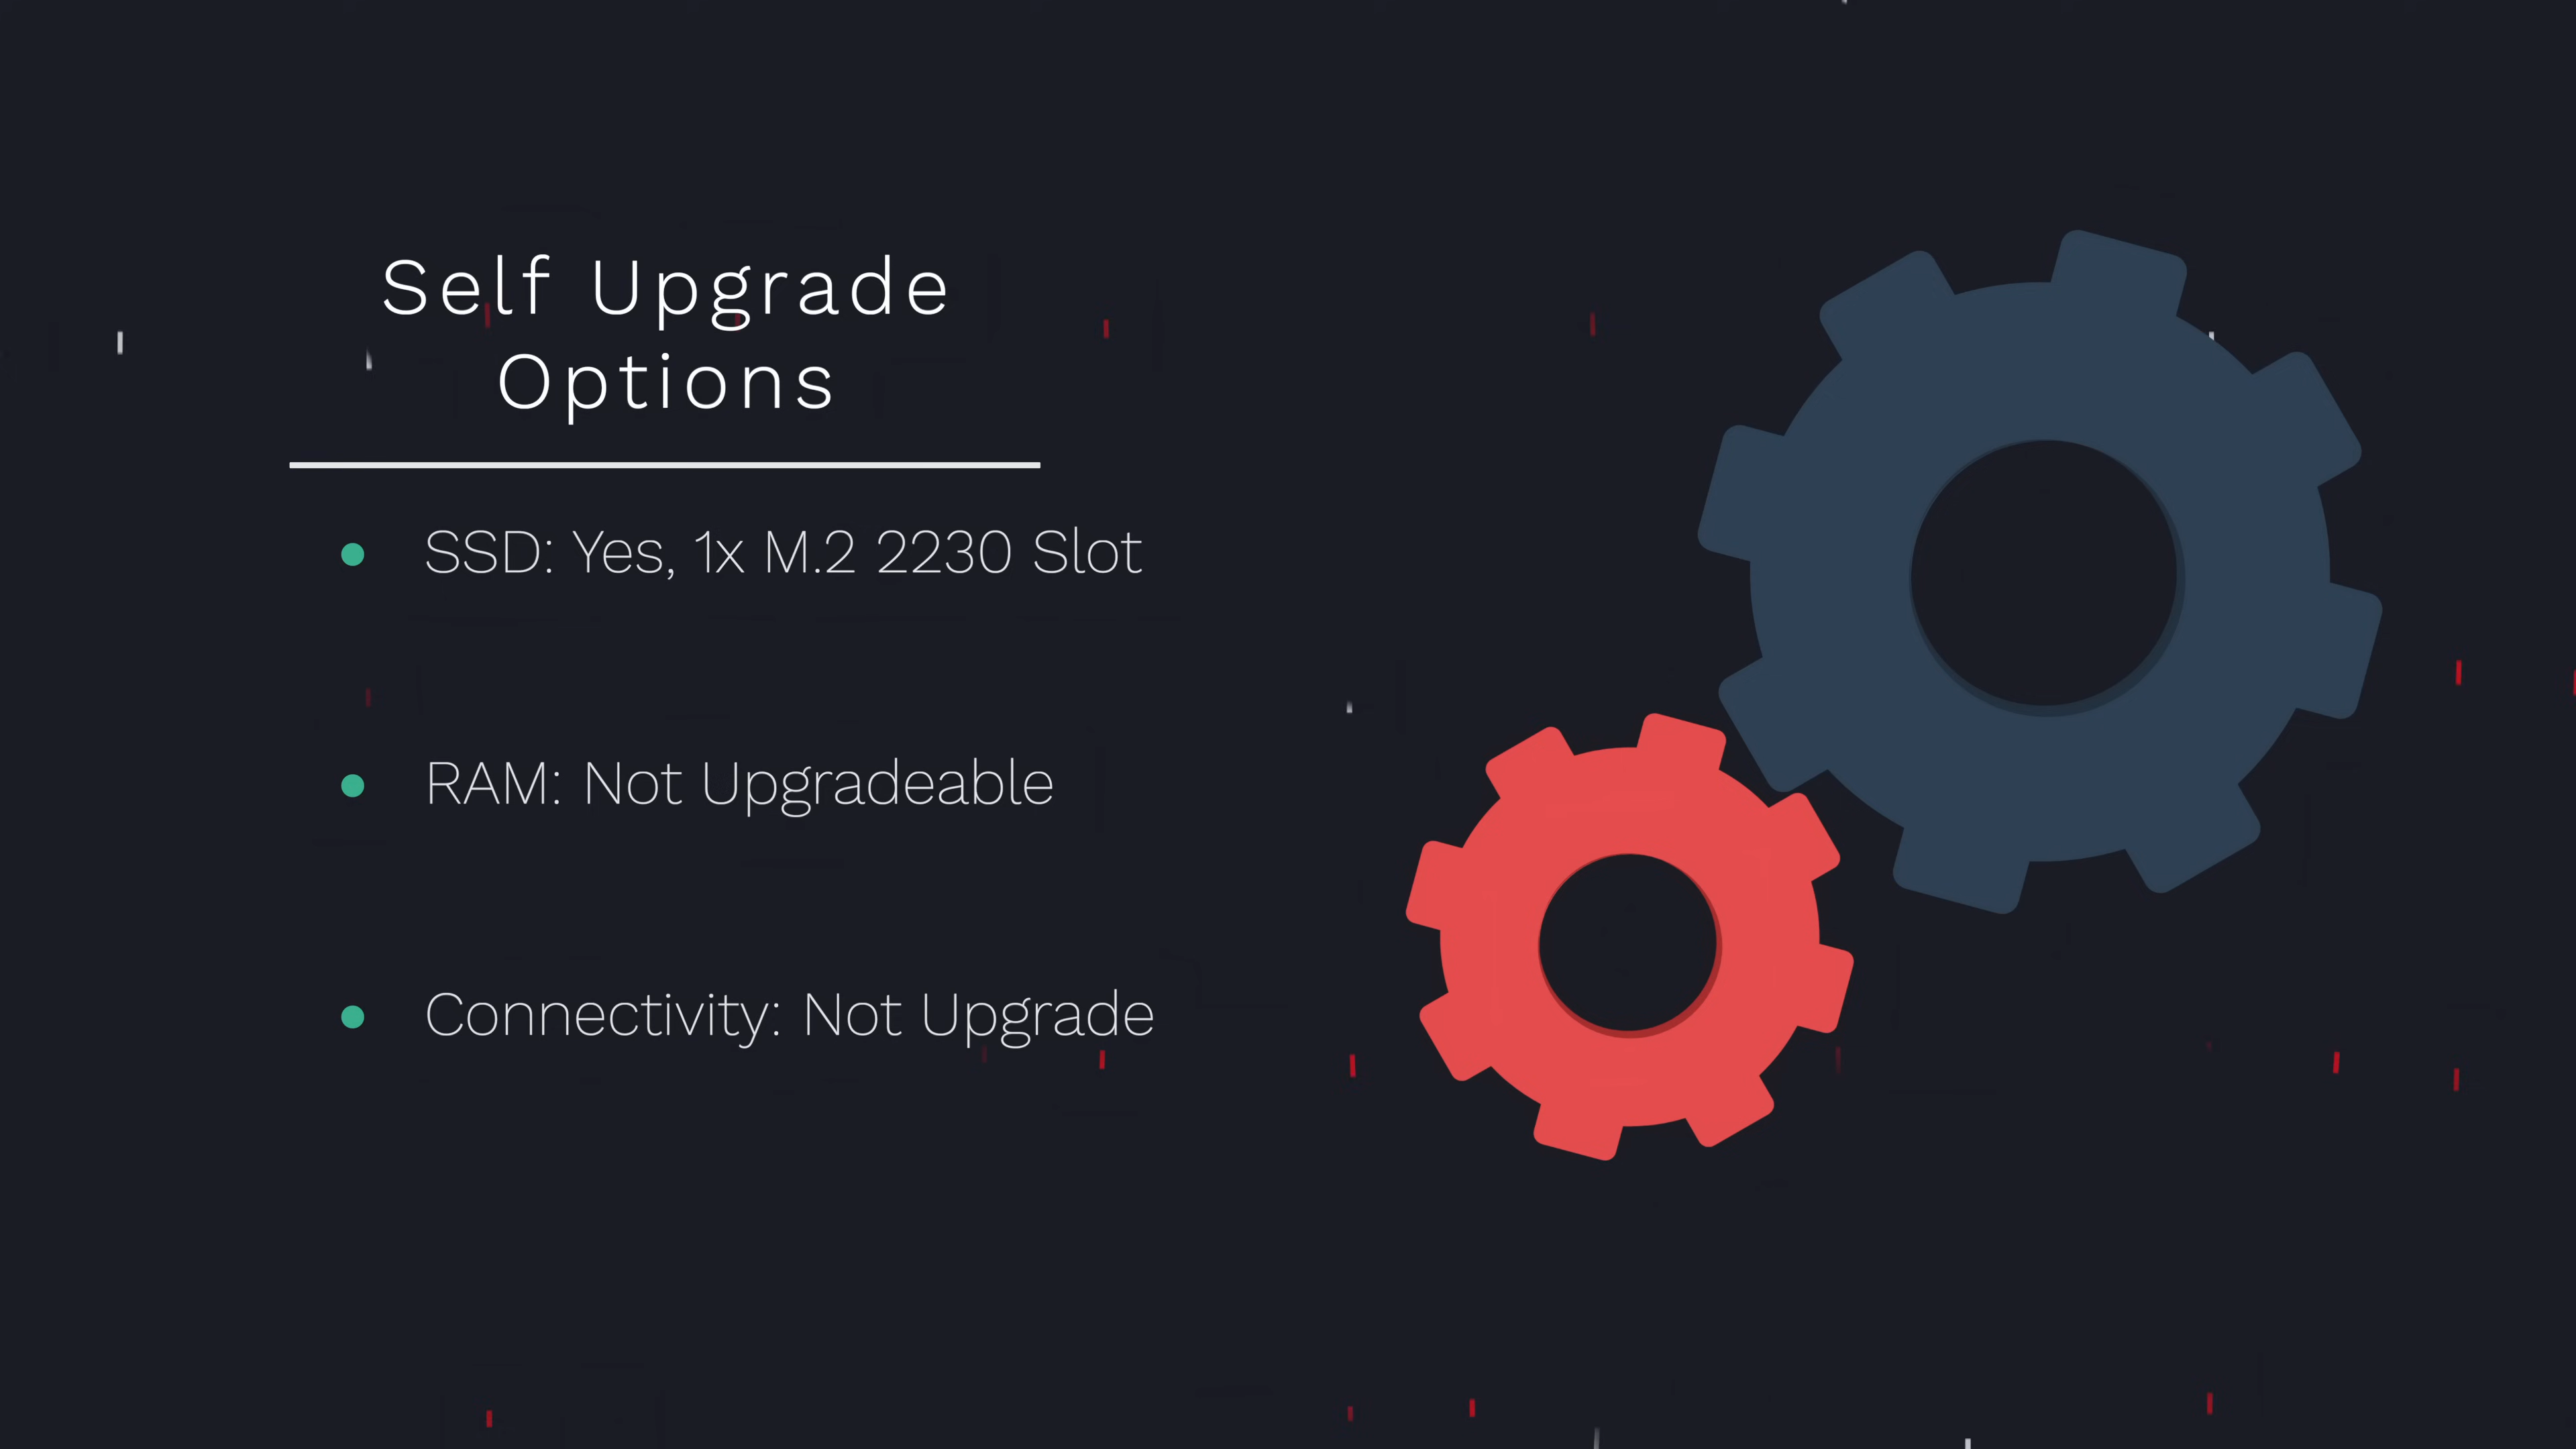 Self Upgrade
Options
SSD: Yes, 1x M.2 2230 Slot
RAM: Not Upgradeable
Connectivity: Not Upgrade